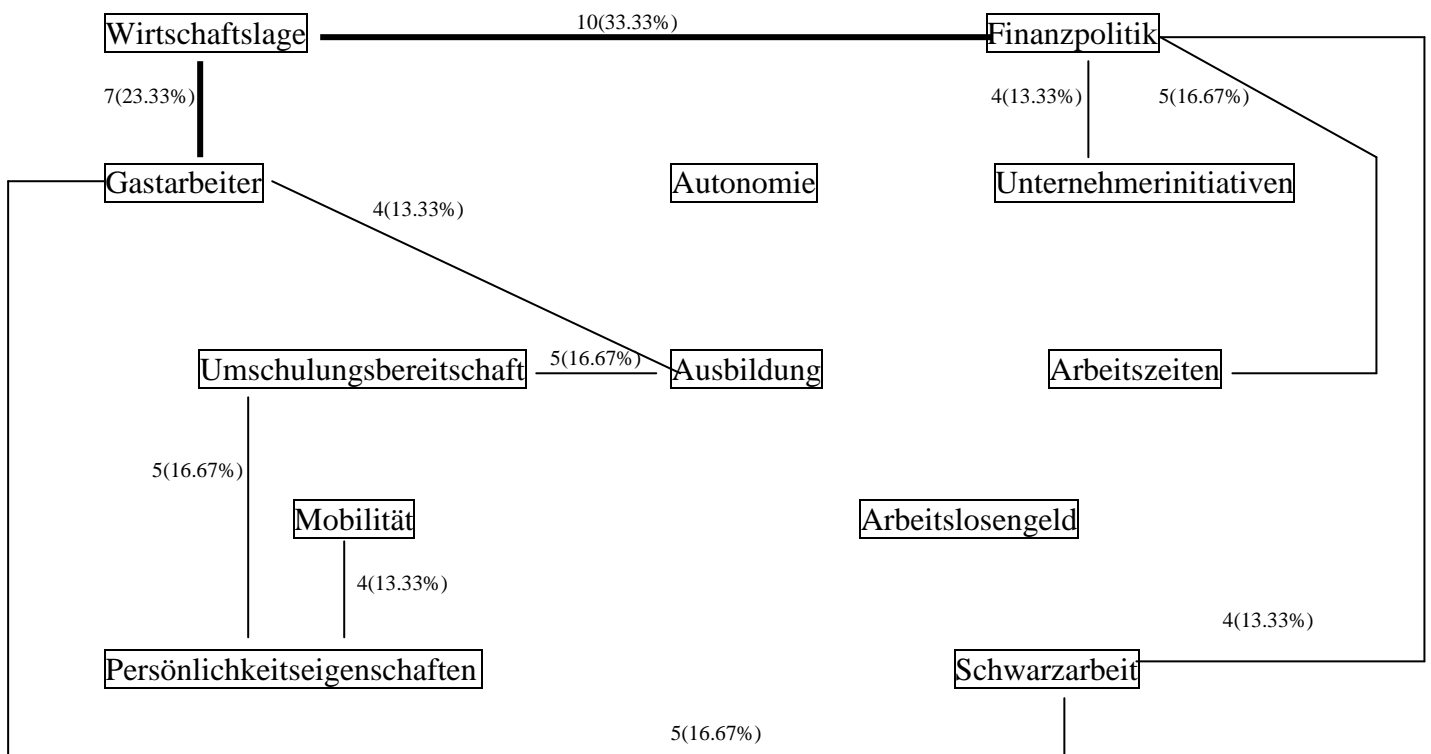 10(33.33%)
Wirtschaftslage
Finanzpolitik
7(23.33%)
4(13.33%)
5(16.67%)
Gastarbeiter
Autonomie
Unternehmerinitiativen
4(13.33%)
Umschulungsbereitschaft
5(16.67%)
Ausbildung
Arbeitszeiten
5(16.67%)
Mobilität
Arbeitslosengeld
4(13.33%)
4(13.33%)
Persönlichkeitseigenschaften
Schwarzarbeit
5(16.67%)